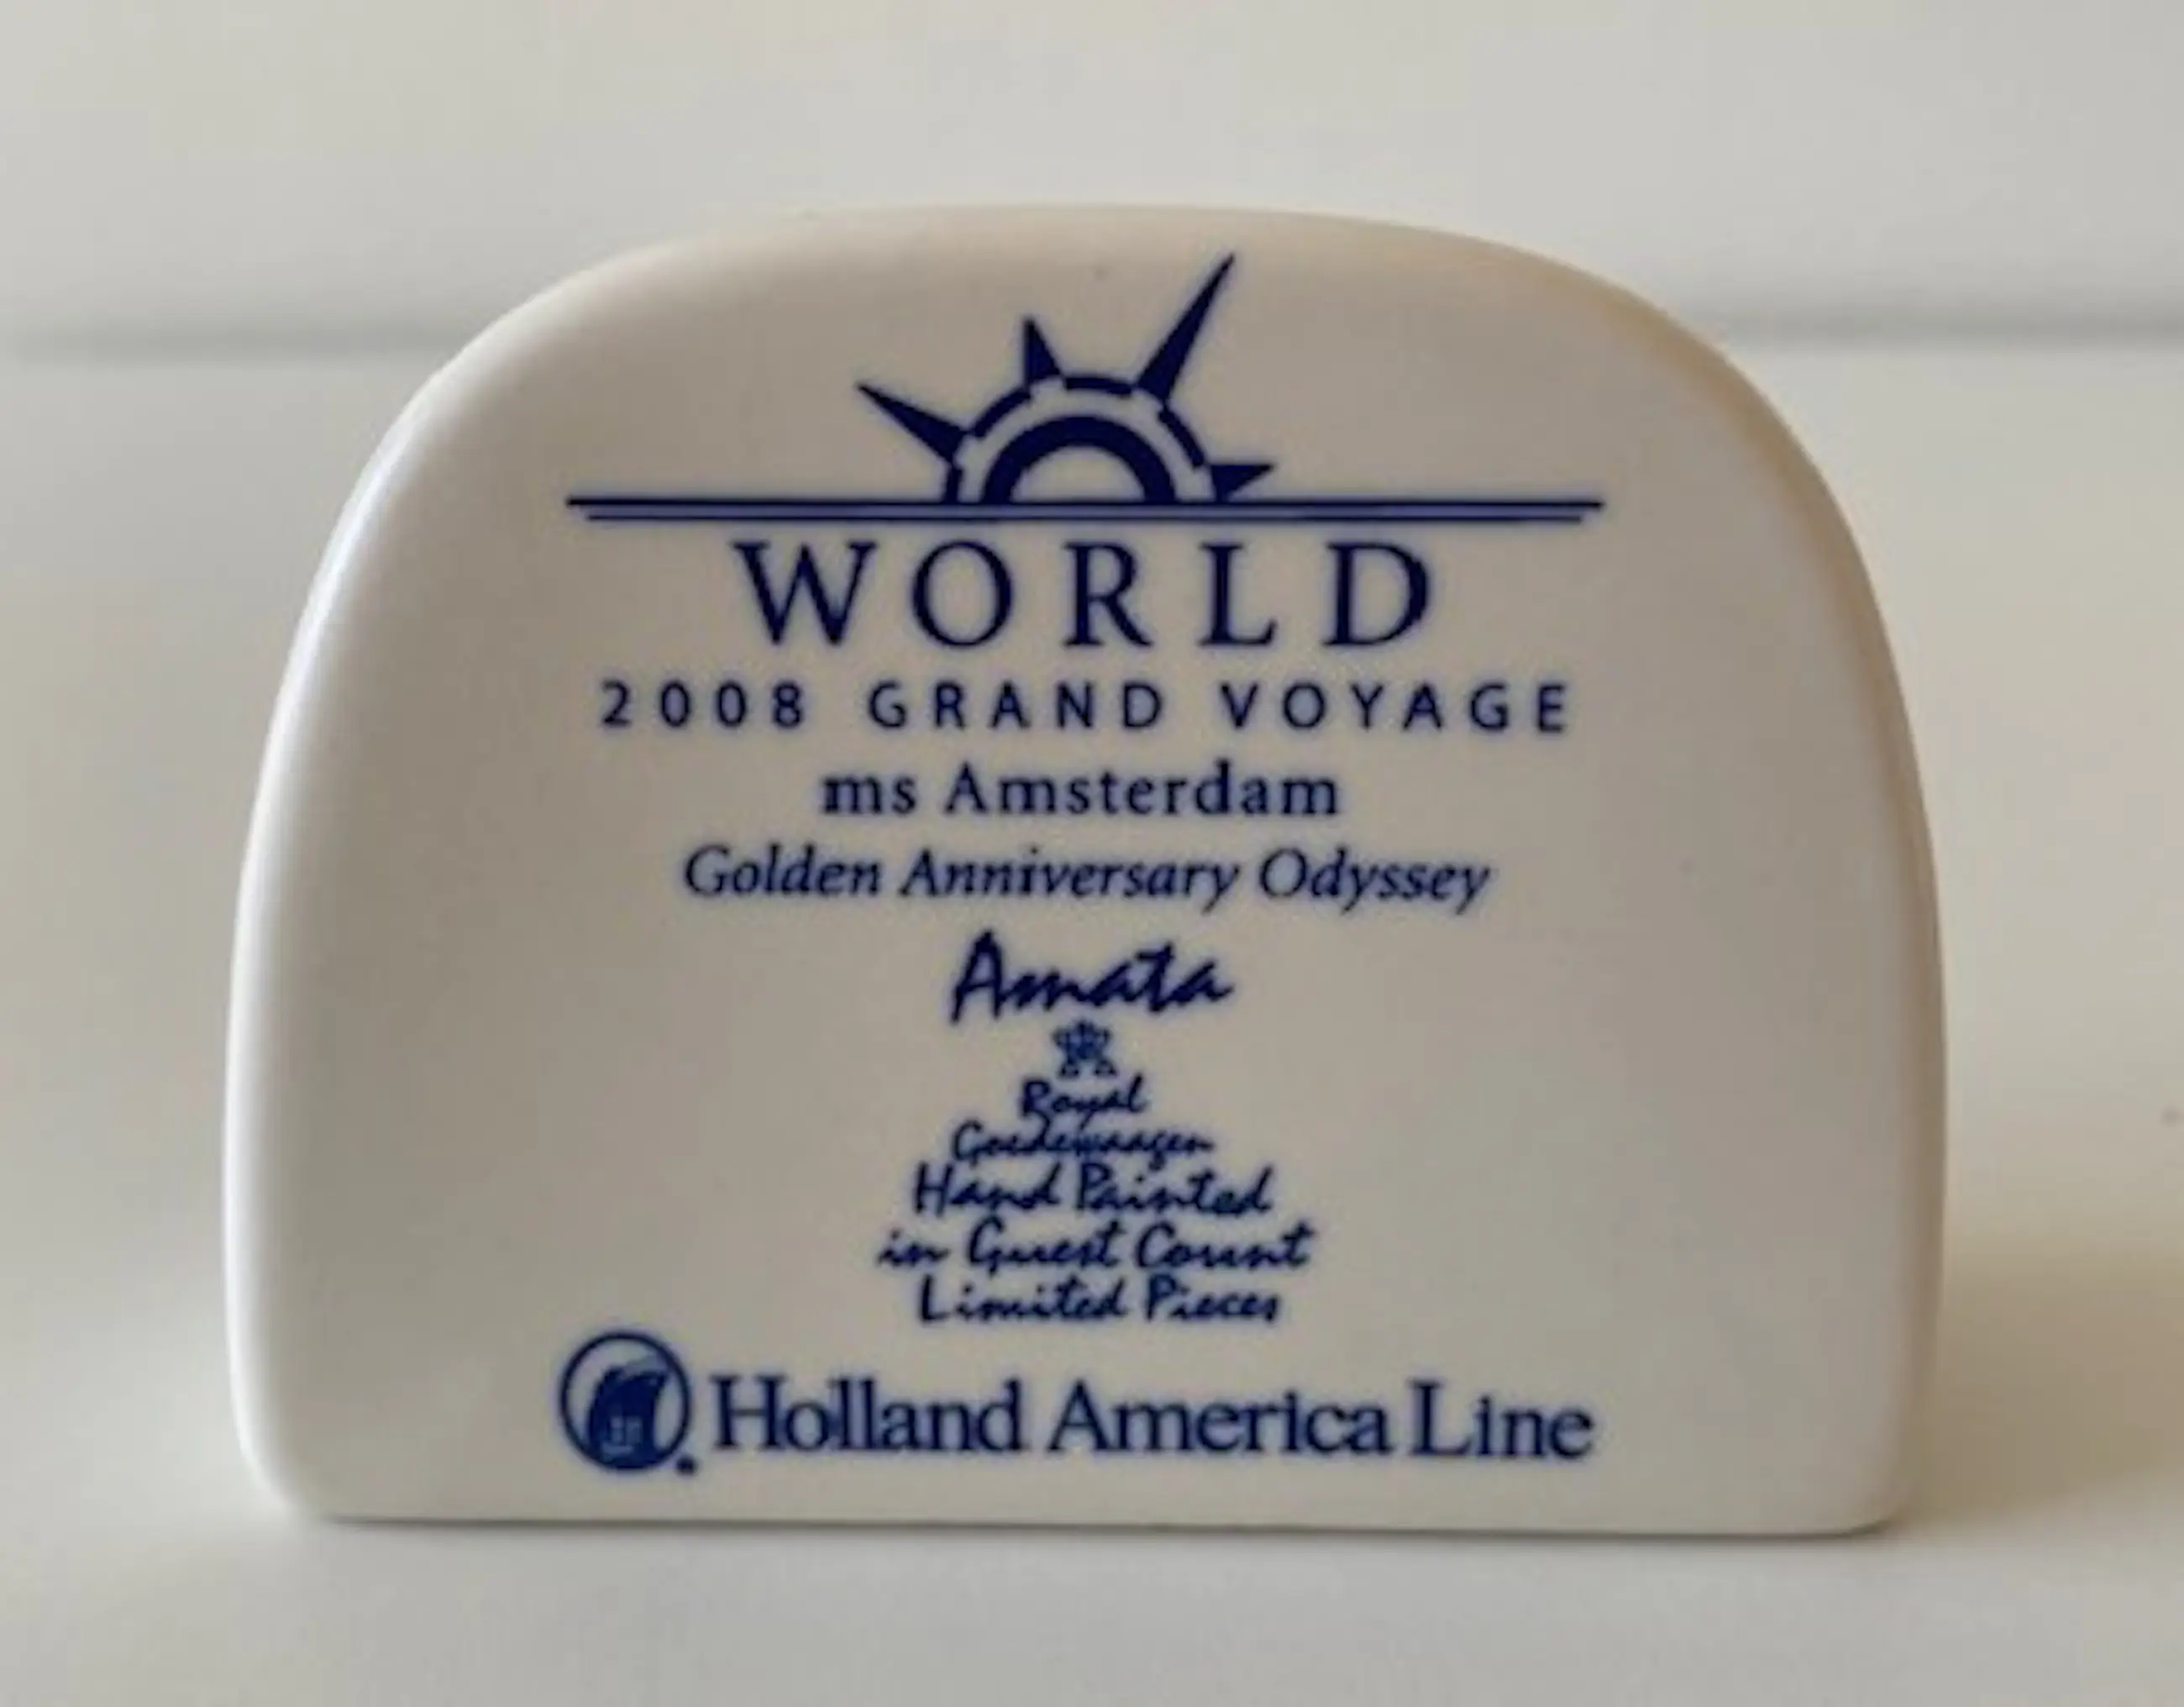 WORLD
2008 GRAND VOYAGE
ms Amsterdam
Golden Anniversary Odyssey
Amata
Royal
Goedewaagen
Hand Painted
in Guest Count
Limited Pieces
Holland America Line